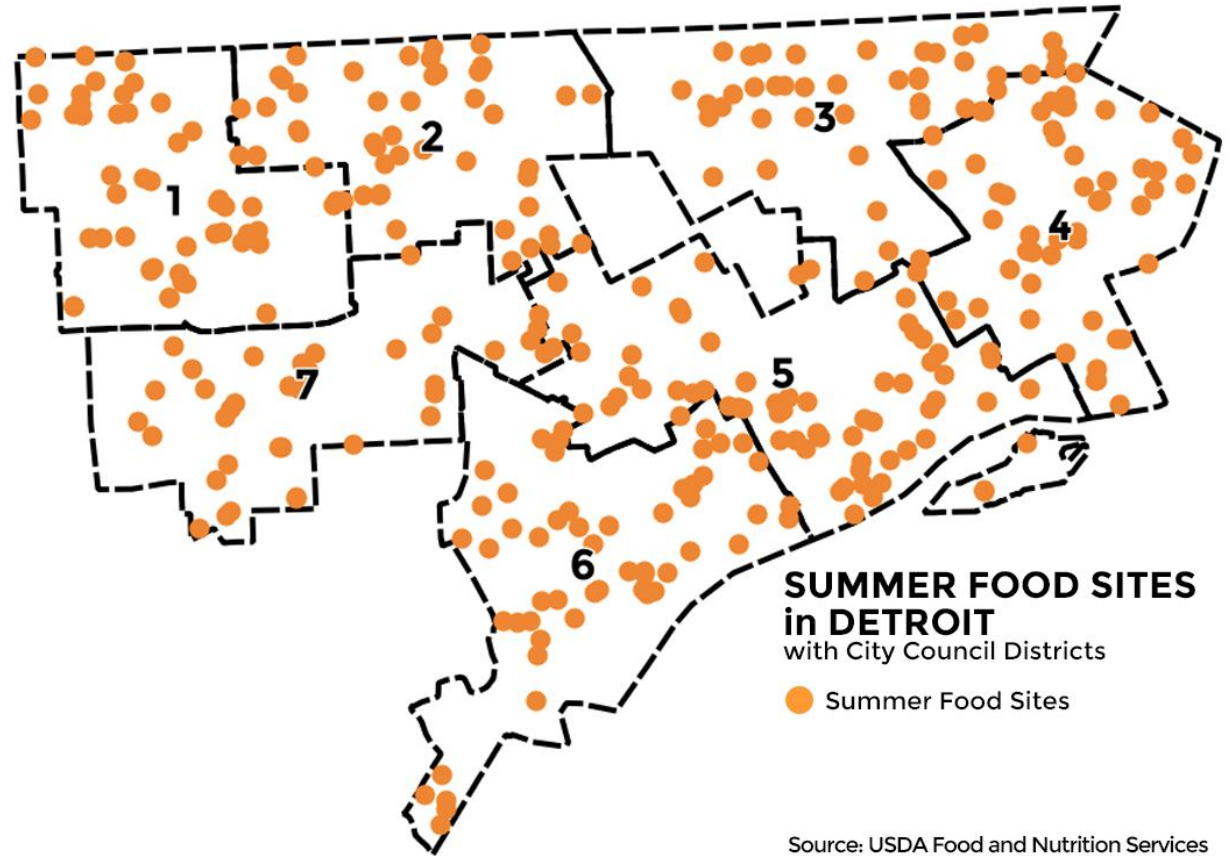 2
3
1
4
5
7
6
SUMMER FOOD SITES
in DETROIT
with City Council Districts
Summer Food Sites
Source: USDA Food and Nutrition Services